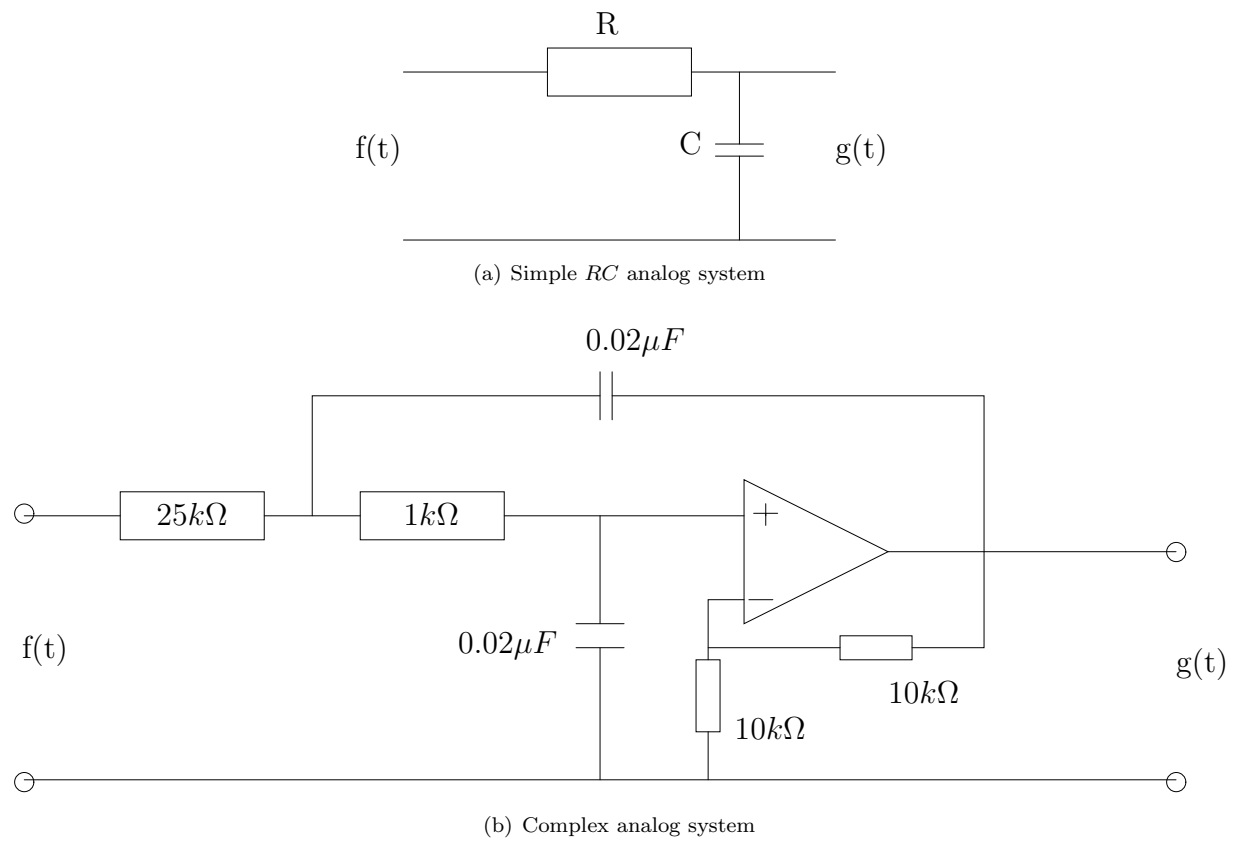 R
f(t)
C
g(t)
(a) Simple RC analog system
0.02μF
25kΩ
1kΩ
+
−
f(t)
0.02μF
g(t)
10kΩ
10kΩ
(b) Complex analog system